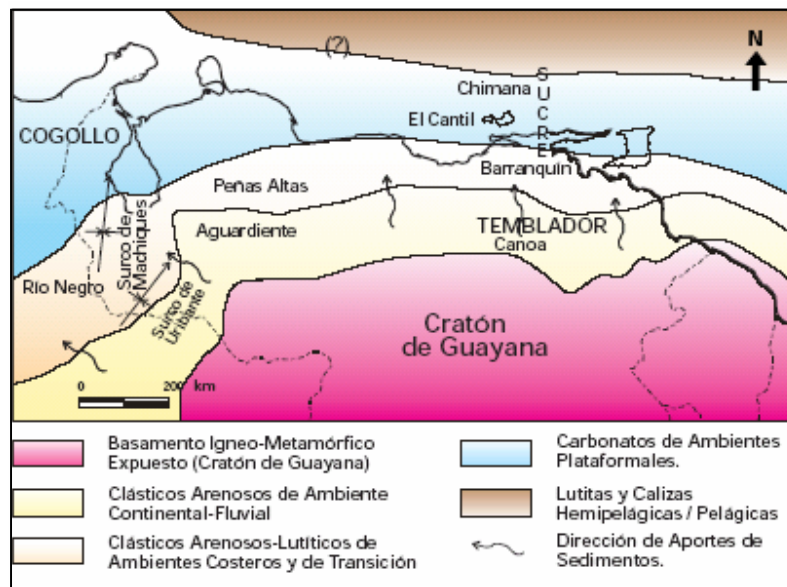 (?)
N
Chimana
SUCRE
El Cantil
COGOLLO
Barranquín
Peñas Altas
Surco de
Machiques
Aguardiente
TEMBLADOR
Canoa
Río Negro
Surco de
Uribante
Cratón
de Guayana
0 200 km
Basamento Igneo-Metamórfico
Expuesto (Cratón de Guayana)
Clásticos Arenosos de Ambiente
Continental-Fluvial
Clásticos Arenosos-Lutíticos de
Ambientes Costeros y de Transición
Carbonatos de Ambientes
Plataformales.
Lutitas y Calizas
Hemipelágicas / Pelágicas
Dirección de Aportes de
Sedimentos.